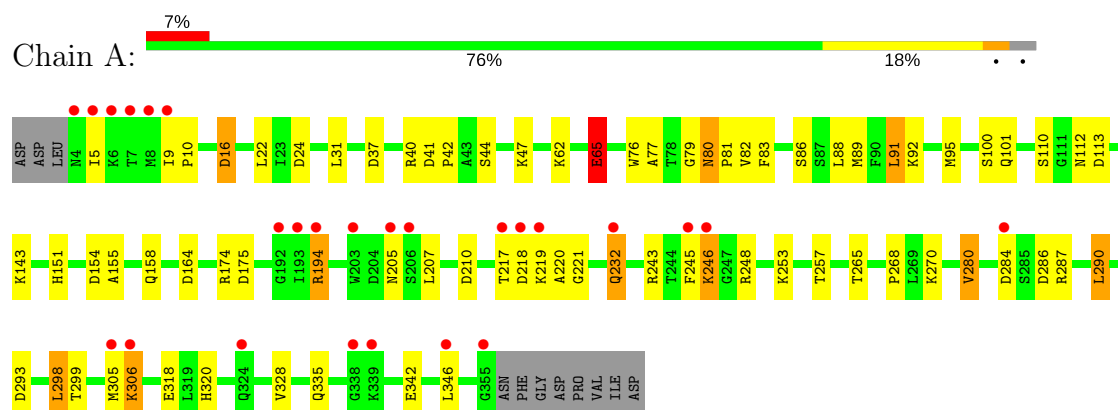 7%
Chain A:
76% 18% • •
ASP ASP LEU N4 I5 K6 T7 M8 I9 P10 D16 L22 I23 D24 L31 D37 R40 D41 P42 A43 S44 K47 K62 E65 W76 A77 T78 G79 N80 P81 V82 F83 S86 S87 L88 M89 F90 L91 K92 M95 S100 Q101 S110 G111 N112 D113
K143 H151 D154 A155 Q158 D164 R174 D175 G192 I193 R194 W203 D204 N205 S206 L207 D210 T217 D218 K219 A220 G221 Q232 R243 T244 F245 K246 G247 R248 K253 T257 T265 P268 L269 K270 V280 D284 S285 D286 R287 L290
D293 L298 T299 M305 K306 E318 L319 H320 Q324 V328 Q335 G338 K339 E342 L346 G355 ASN PHE GLY ASP PRO VAL ILE ASP